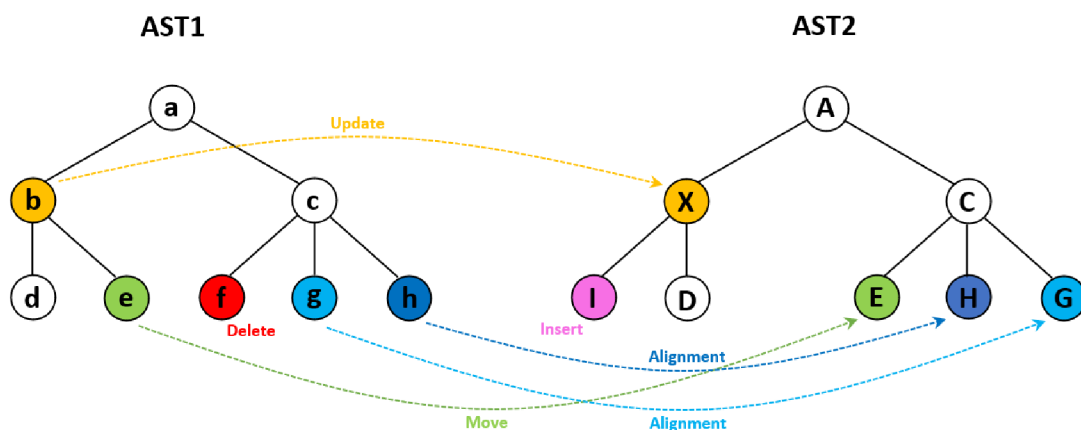 AST1
AST2
a
A
Update
b
c
X
C
d
e
f
g
h
I
D
E
H
G
Delete
Insert
Alignment
Move
Alignment